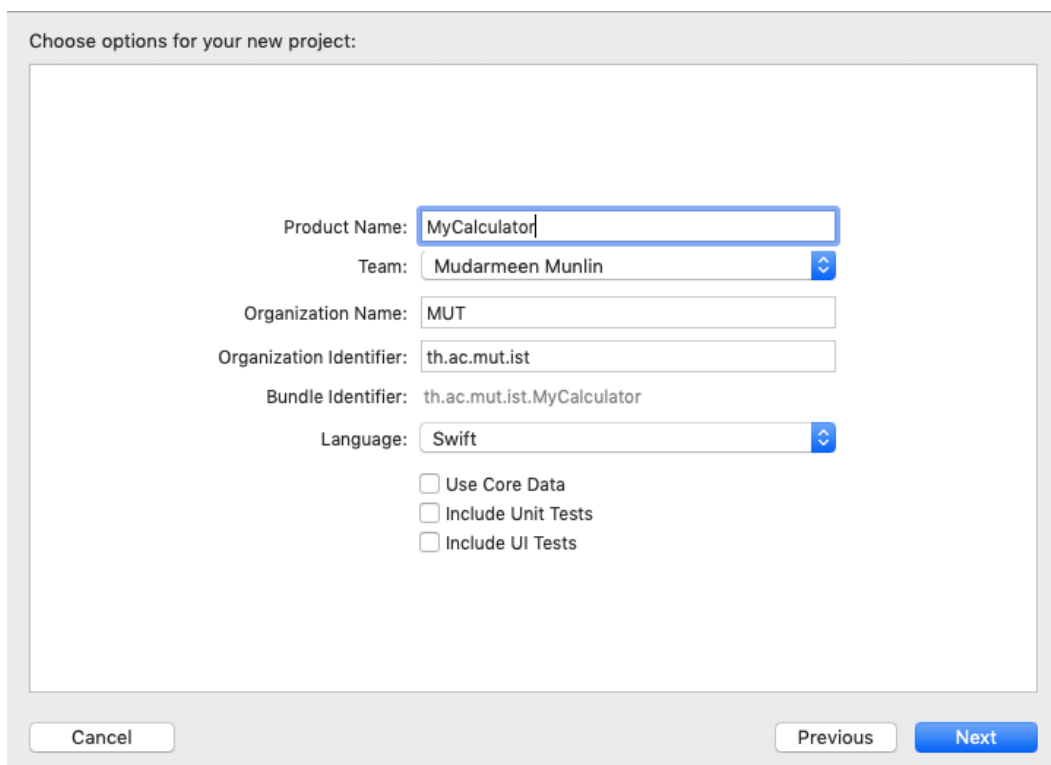 Choose options for your new project:
Product Name: MyCalculator
Team: Mudarmeen Munlin
Organization Name: MUT
Organization Identifier: th.ac.mut.ist
Bundle Identifier: th.ac.mut.ist.MyCalculator
Language: Swift
Use Core Data
Include Unit Tests
Include UI Tests
Cancel Previous Next